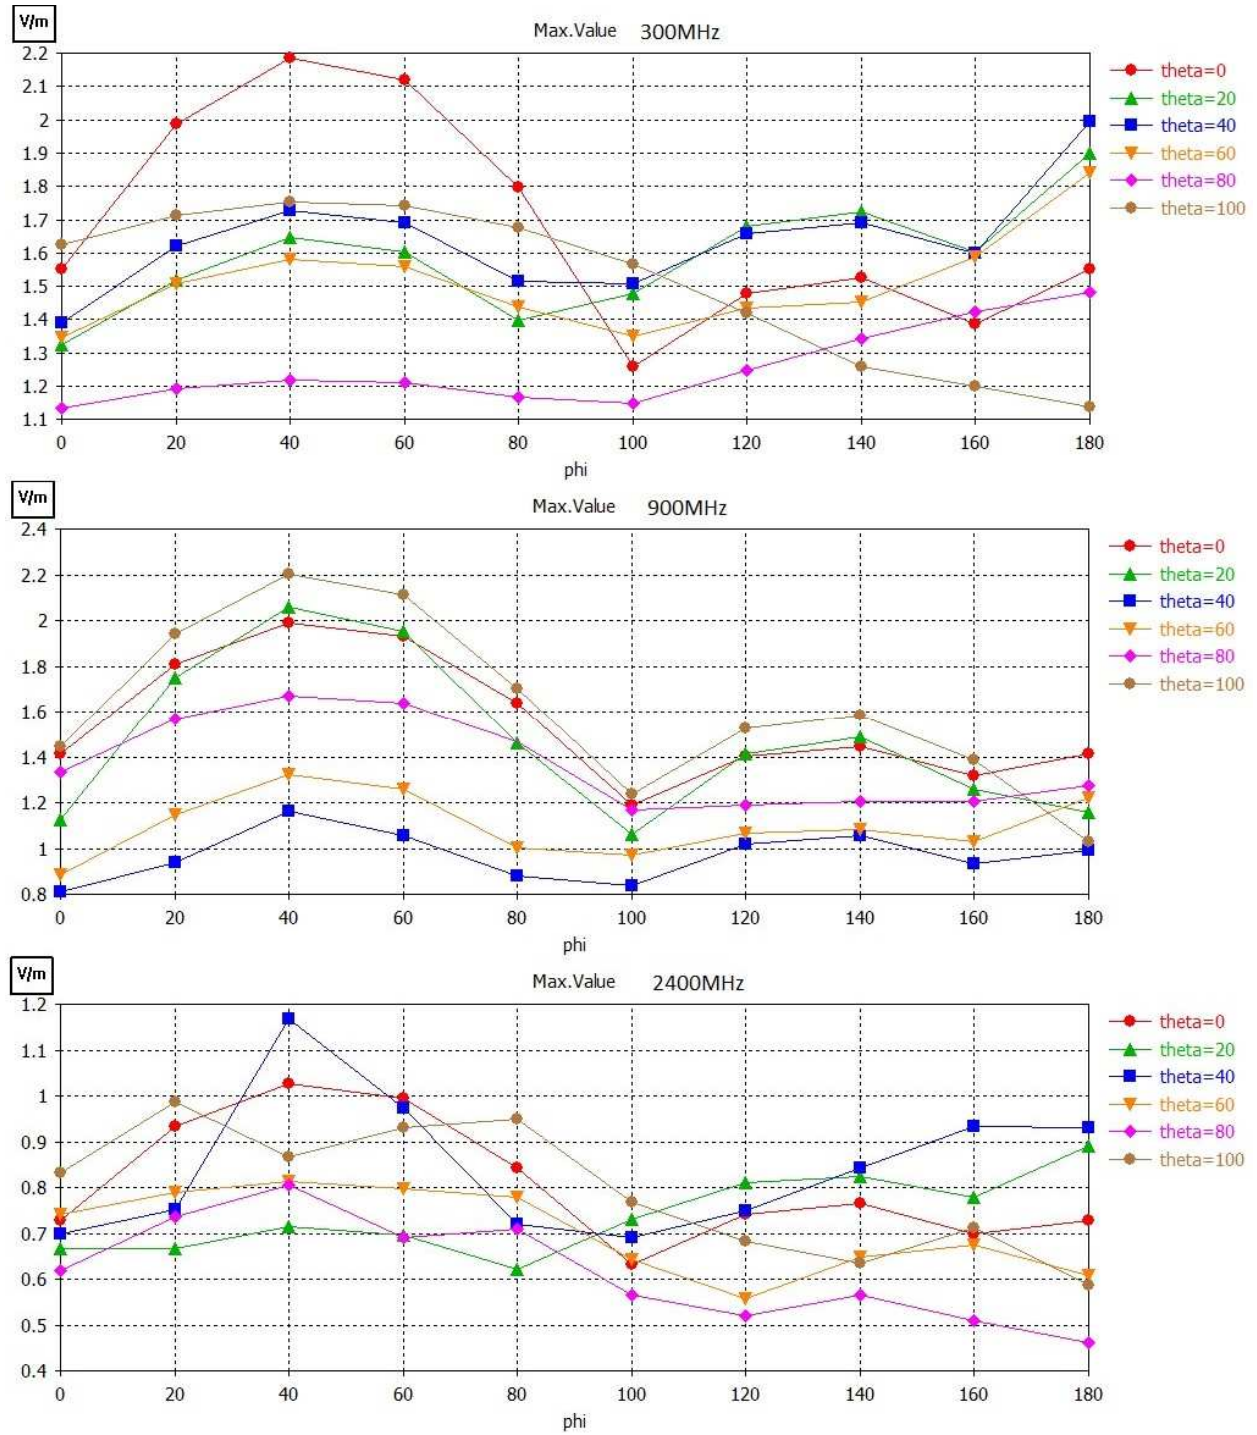 V/m
Max.Value 300MHz
2.2
2.1
2
1.9
1.8
1.7
1.6
1.5
1.4
1.3
1.2
1.1
0 20 40 60 80 100 120 140 160 180
phi
theta=0
theta=20
theta=40
theta=60
theta=80
theta=100
V/m
Max.Value 900MHz
2.4
2.2
2
1.8
1.6
1.4
1.2
1
0.8
0 20 40 60 80 100 120 140 160 180
phi
theta=0
theta=20
theta=40
theta=60
theta=80
theta=100
V/m
Max.Value 2400MHz
1.2
1.1
1
0.9
0.8
0.7
0.6
0.5
0.4
0 20 40 60 80 100 120 140 160 180
phi
theta=0
theta=20
theta=40
theta=60
theta=80
theta=100